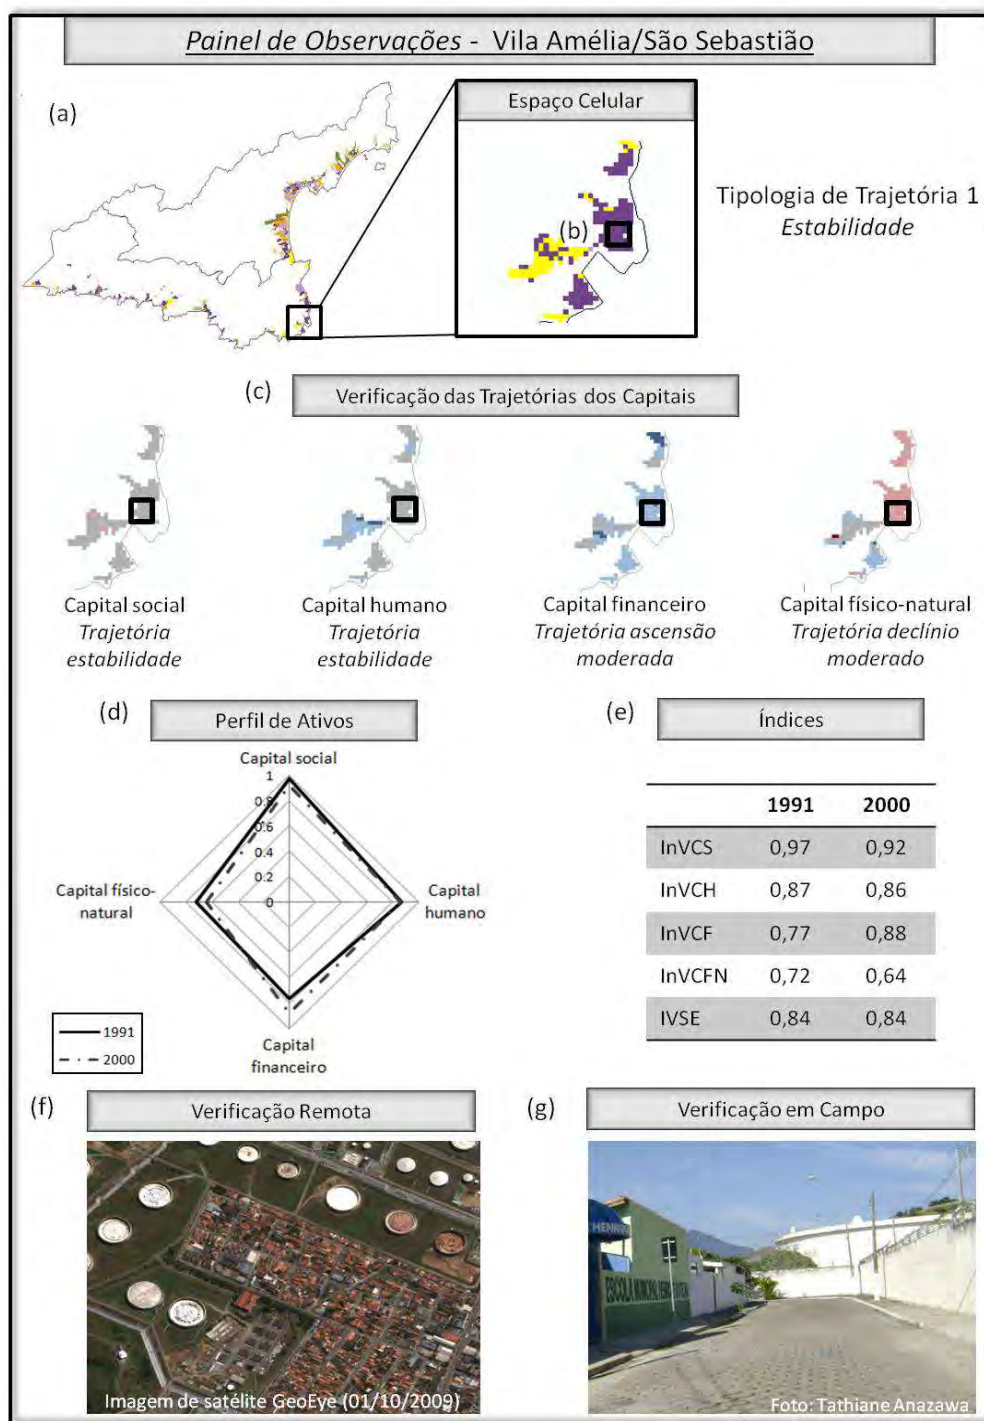 Painel de Observações - Vila Amélia/São Sebastião
(a)
Espaço Celular
(b)
Tipologia de Trajetória 1
Estabilidade
(c)
Verificação das Trajetórias dos Capitais
Capital social
Trajetória
estabilidade
Capital humano
Trajetória
estabilidade
Capital financeiro
Trajetória ascensão
moderada
Capital físico-natural
Trajetória declínio
moderado
(d)
Perfil de Ativos
Capital social
1
0.8
0.6
0.4
0.2
0
Capital físico-
natural
Capital
humano
Capital
financeiro
1991
2000
(e)
Índices
1991 2000
InVCS 0,97 0,92
InVCH 0,87 0,86
InVCF 0,77 0,88
InVCFN 0,72 0,64
IVSE 0,84 0,84
(f)
Verificação Remota
Imagem de satélite GeoEye (01/10/2009)
(g)
Verificação em Campo
ESCOLA MUNICIPAL
Foto: Tathiane Anazawa